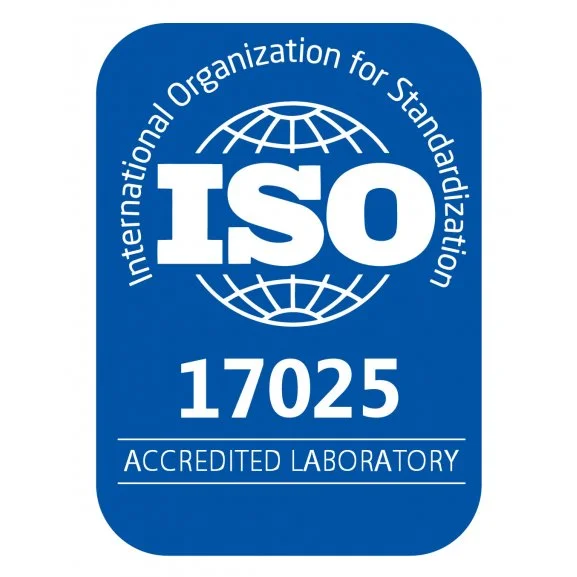 International Organization for Standardization
ISO
17025
ACCREDITED LABORATORY